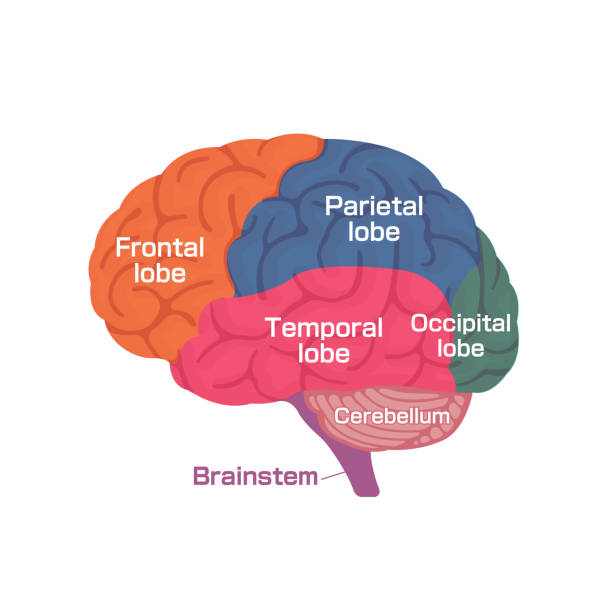 Parietal
lobe
Frontal
lobe
Temporal
lobe
Occipital
lobe
Cerebellum
Brainstem